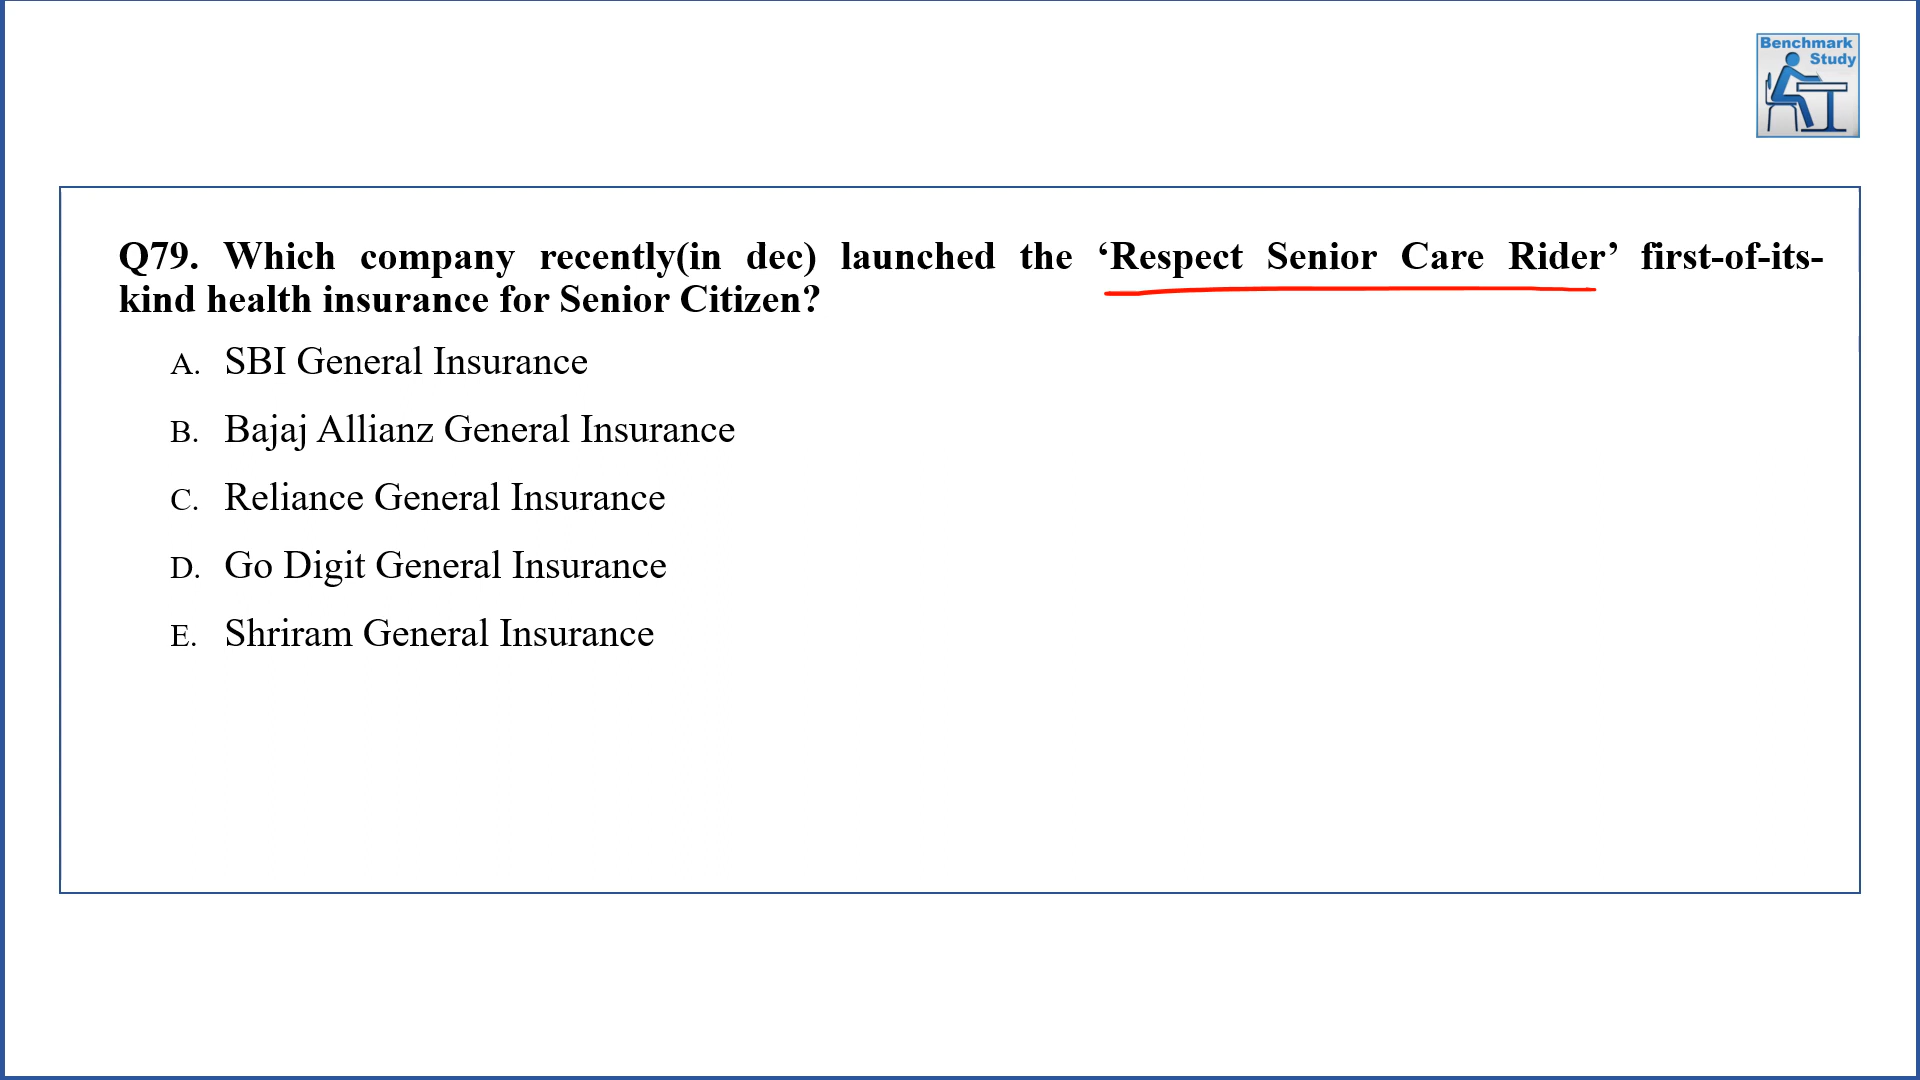 Benchmark
Study
Q79. Which company recently(in dec) launched the ‘Respect Senior Care Rider’ first-of-its-
kind health insurance for Senior Citizen?
A. SBI General Insurance
B. Bajaj Allianz General Insurance
C. Reliance General Insurance
D. Go Digit General Insurance
E. Shriram General Insurance